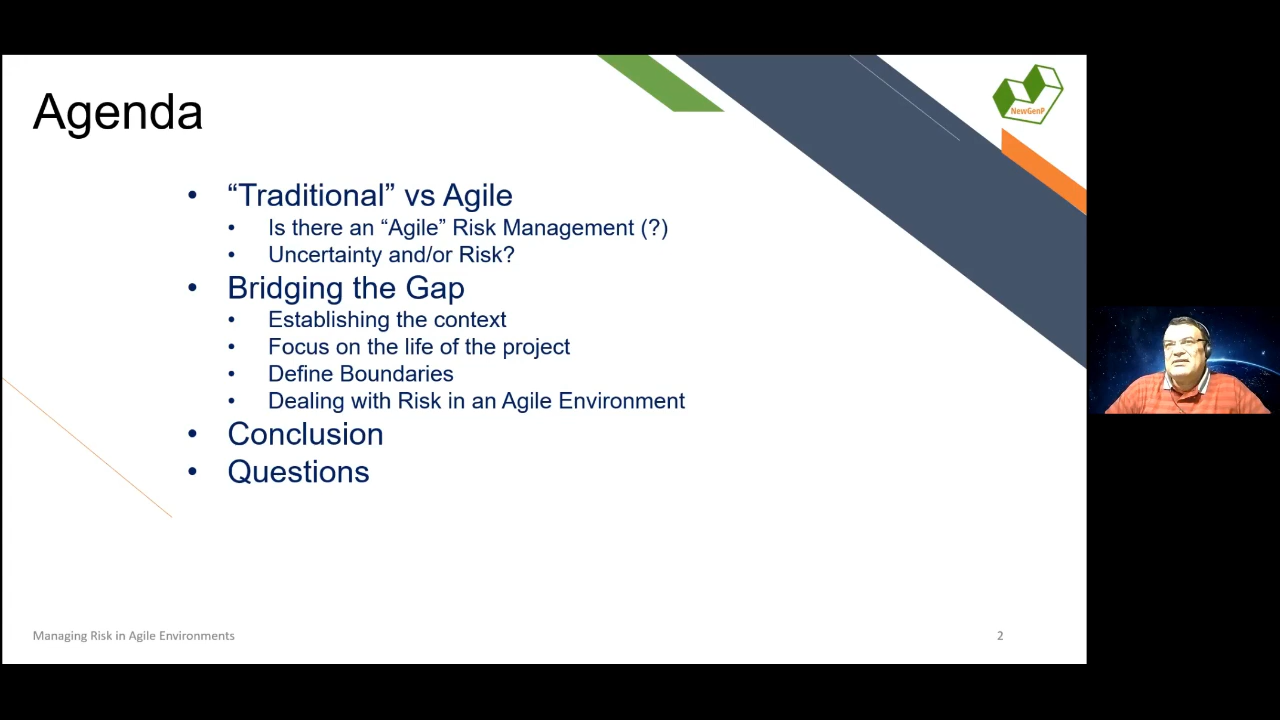 Agenda
NewGenP
• “Traditional” vs Agile
• Is there an “Agile” Risk Management (?)
• Uncertainty and/or Risk?
• Bridging the Gap
• Establishing the context
• Focus on the life of the project
• Define Boundaries
• Dealing with Risk in an Agile Environment
• Conclusion
• Questions
Managing Risk in Agile Environments
2